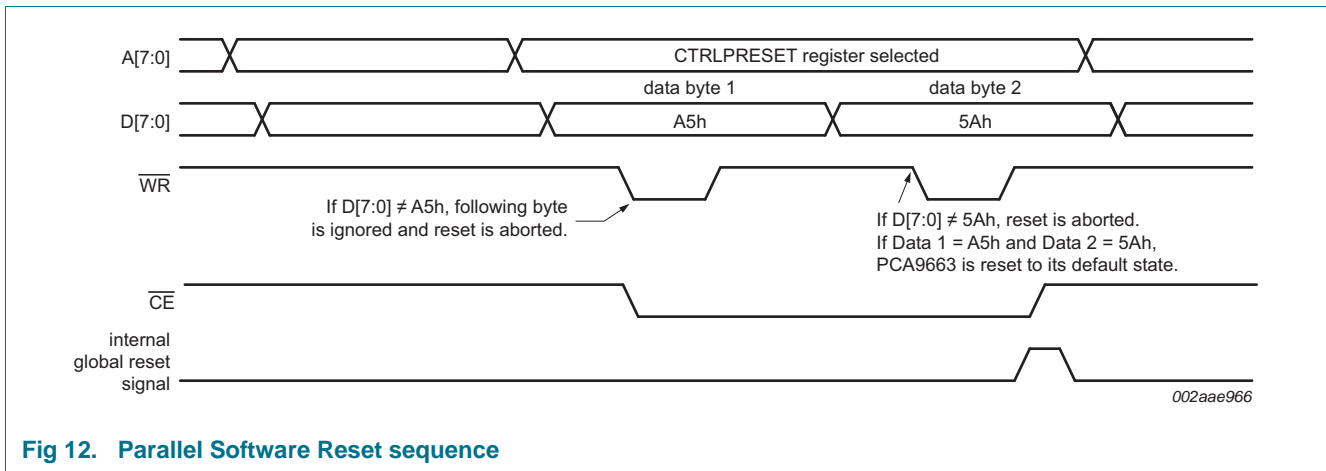 A[7:0]
CTRLPRESET register selected
data byte 1
data byte 2
D[7:0]
A5h
5Ah
WR
If D[7:0] ≠ A5h, following byte
is ignored and reset is aborted.
If D[7:0] ≠ 5Ah, reset is aborted.
If Data 1 = A5h and Data 2 = 5Ah,
PCA9663 is reset to its default state.
CE
internal
global reset
signal
002aae966
Fig 12. Parallel Software Reset sequence